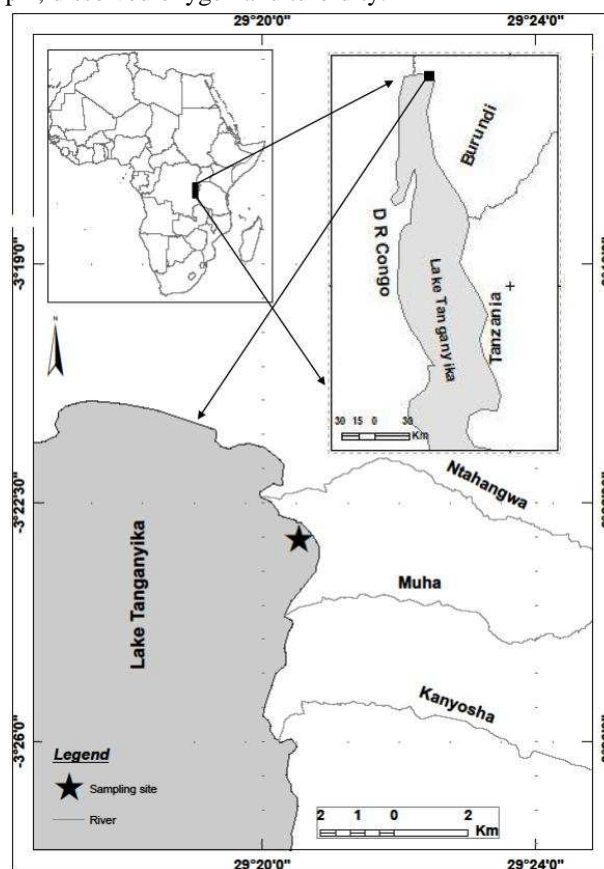 29°20'0"
29°24'0"
Burundi
D R Congo
Lake Tanganyika
Tanzania
30 15 0 30
Km
-3°19'0"
N
-3°22'30"
Ntahangwa
Muha
Lake Tanganyika
Kanyosha
-3°26'0"
Legend
Sampling site
River
2 1 0 2
Km
29°20'0"
29°24'0"